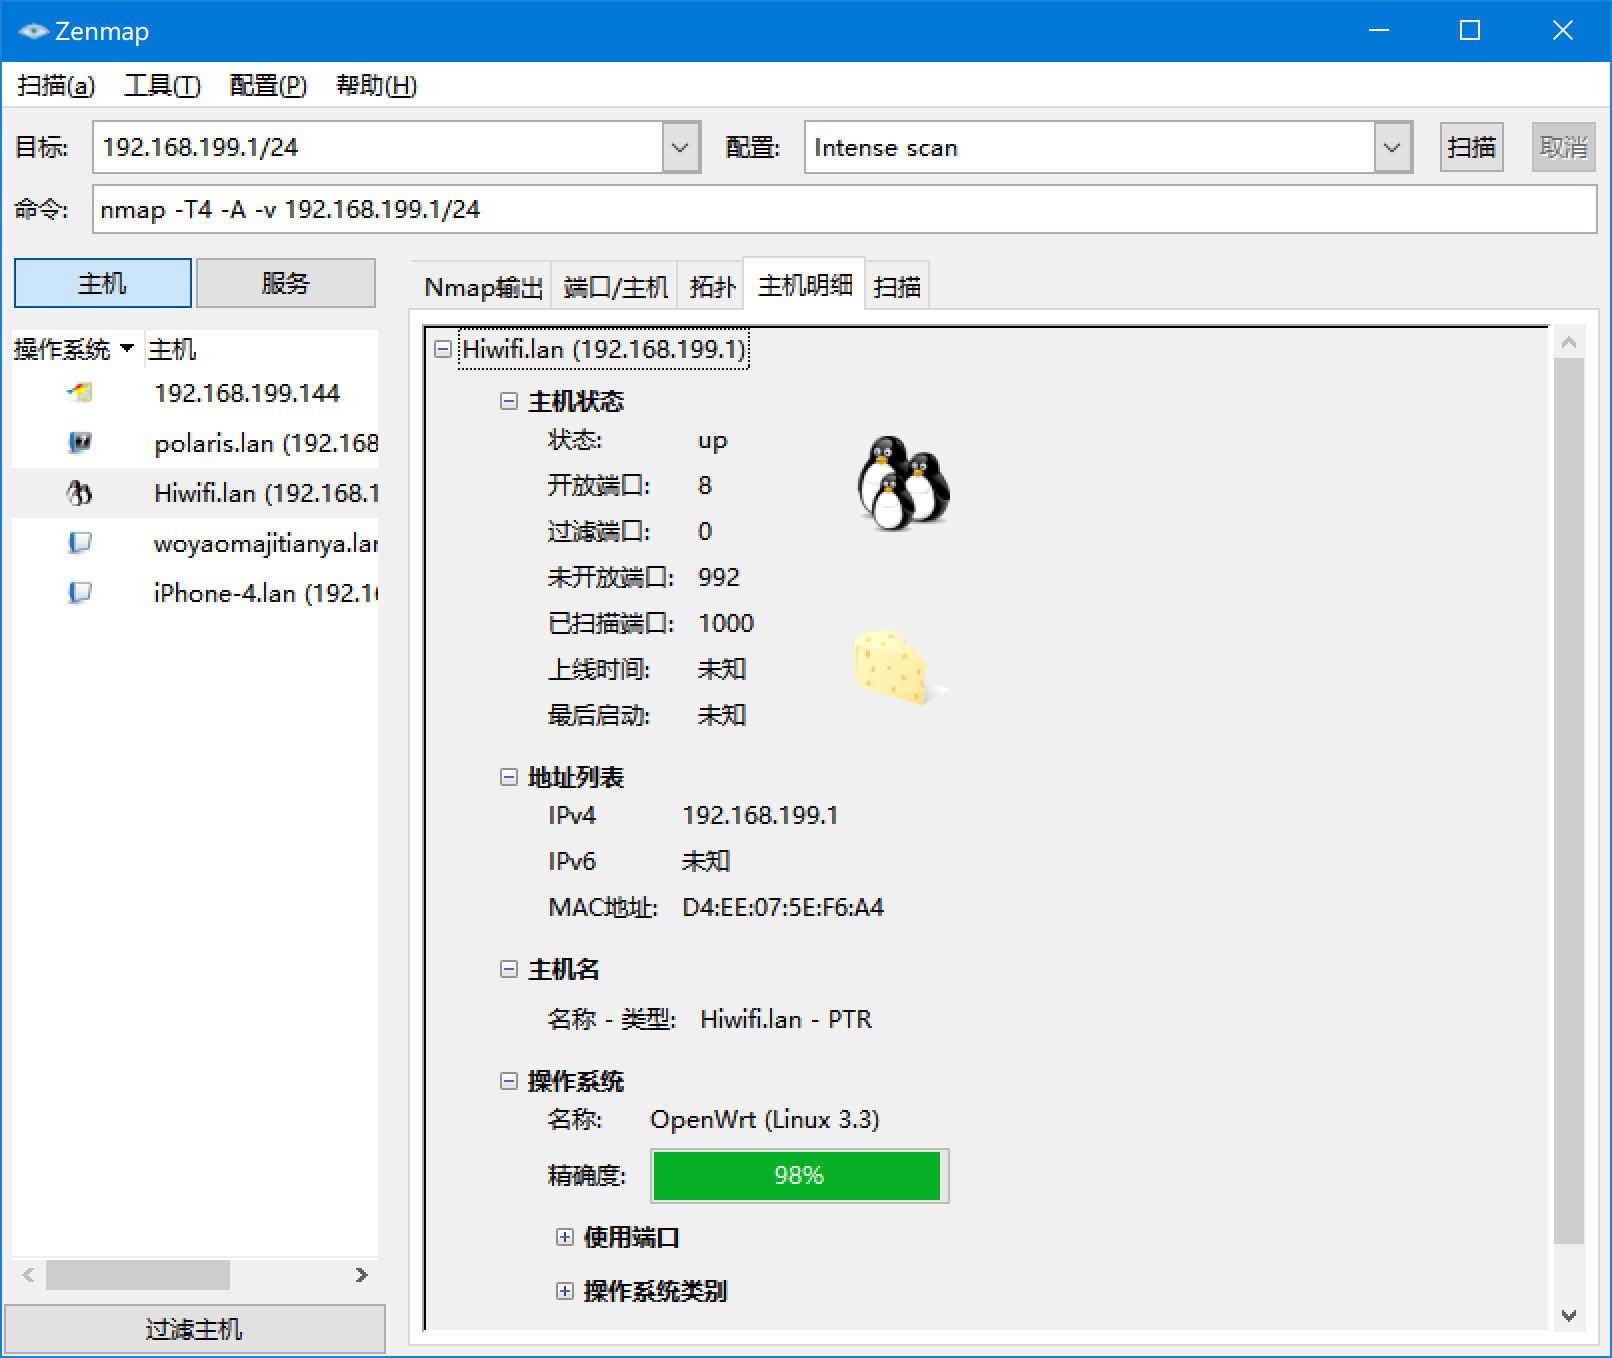 Zenmap
扫描(a) 工具(T) 配置(P) 帮助(H)
目标: 192.168.199.1/24 配置: Intense scan 扫描 取消
命令: nmap -T4 -A -v 192.168.199.1/24
主机 服务
操作系统 主机
192.168.199.144
polaris.lan (192.168
Hiwifi.lan (192.168.1
woyaomajitianya.lan
iPhone-4.lan (192.16
过滤主机
Nmap输出 端口/主机 拓扑 主机明细 扫描
Hiwifi.lan (192.168.199.1)
主机状态
状态: up
开放端口: 8
过滤端口: 0
未开放端口: 992
已扫描端口: 1000
上线时间: 未知
最后启动: 未知
地址列表
IPv4 192.168.199.1
IPv6 未知
MAC地址: D4:EE:07:5E:F6:A4
主机名
名称 - 类型: Hiwifi.lan - PTR
操作系统
名称: OpenWrt (Linux 3.3)
精确度: 98%
使用端口
操作系统类别